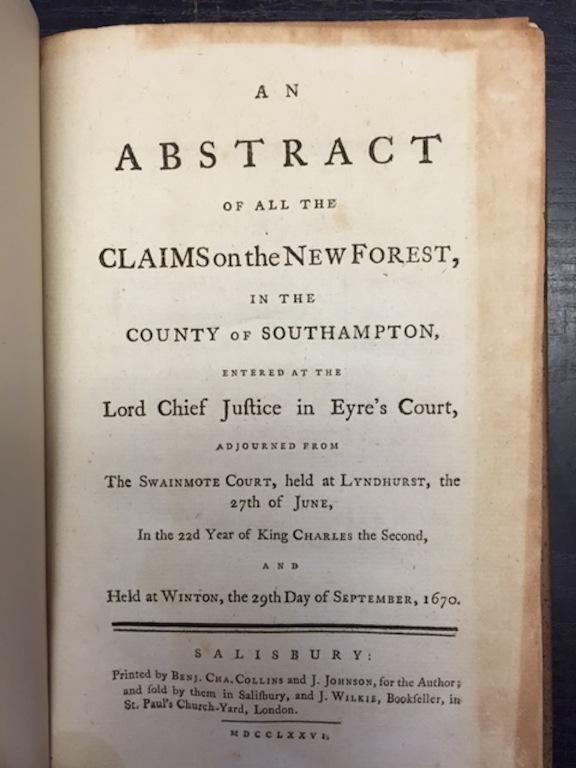 AN
ABSTRACT
OF ALL THE
CLAIMS on the NEW FOREST,
IN THE
COUNTY OF SOUTHAMPTON,
ENTERED AT THE
Lord Chief Juſtice in Eyre's Court,
ADJOURNED FROM
The SWAINMOTE COURT, held at LYNDHURST, the
27th of JUNE,
In the 22d Year of King CHARLES the Second,
AND
Held at WINTON, the 29th Day of SEPTEMBER, 1670.
SALISBURY:
Printed by BENJ. CHA. COLLINS and J. JOHNSON, for the Author;
and ſold by them in Saliſbury, and J. WILKIE, Bookſeller, in
St. Paul's Church-Yard, London.
MDCCLXXVI.